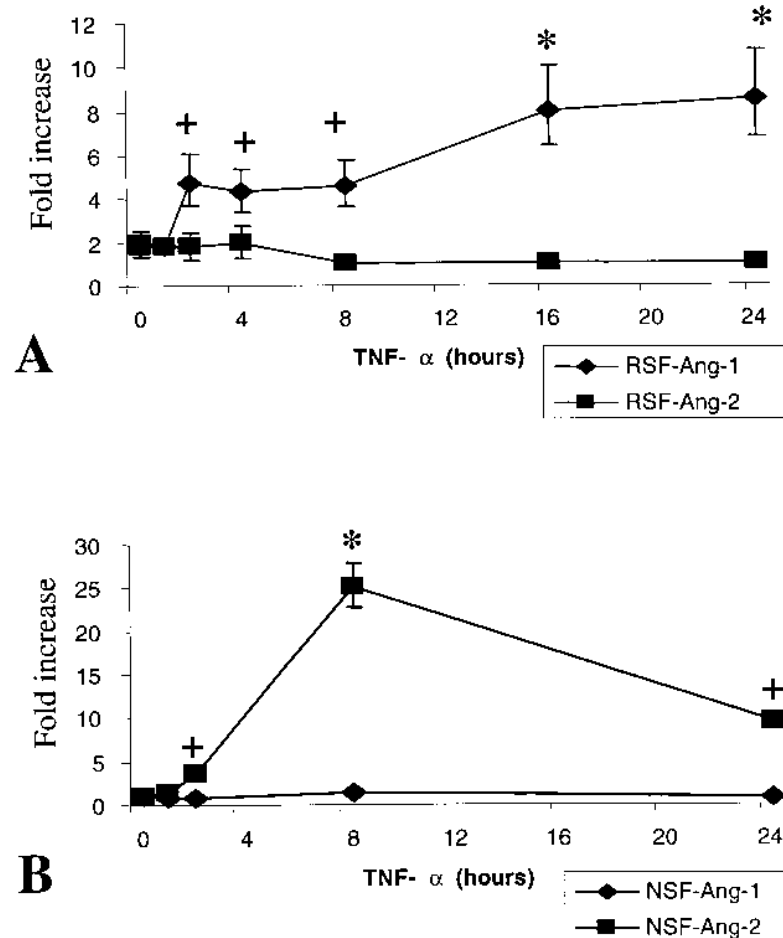 12
10
8
6
4
2
0
Fold increase
+ + + * *
0 4 8 12 16 20 24
TNF- α (hours)
A
RSF-Ang-1
RSF-Ang-2
30
25
20
15
10
5
0
Fold increase
+ * +
0 4 8 12 16 20 24
TNF- α (hours)
B
NSF-Ang-1
NSF-Ang-2